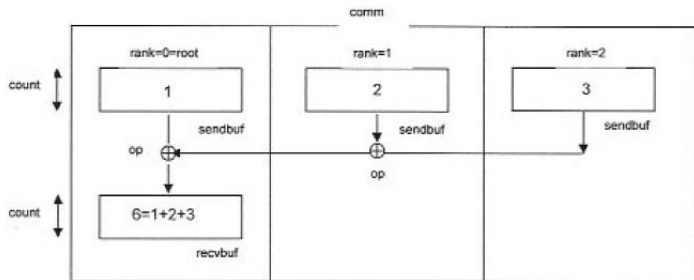 comm
rank=0=root
rank=1
rank=2
count
1
2
3
sendbuf
sendbuf
sendbuf
op
op
count
6=1+2+3
recvbuf